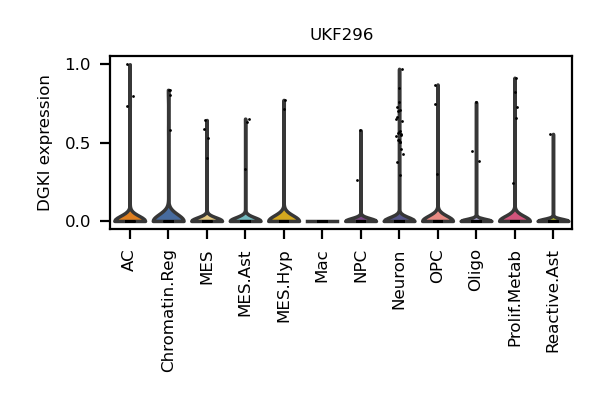 UKF296
DGKI expression
1.0
0.5
0.0
AC
Chromatin.Reg
MES
MES.Ast
MES.Hyp
Mac
NPC
Neuron
OPC
Oligo
Prolif.Metab
Reactive.Ast